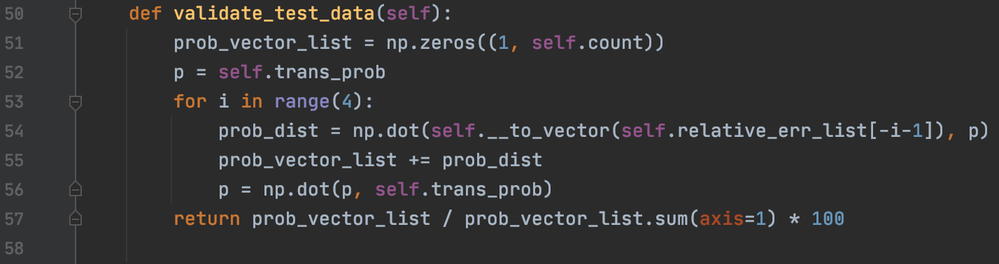 50 def validate_test_data(self):
51 prob_vector_list = np.zeros((1, self.count))
52 p = self.trans_prob
53 for i in range(4):
54 prob_dist = np.dot(self.__to_vector(self.relative_err_list[-i-1]), p)
55 prob_vector_list += prob_dist
56 p = np.dot(p, self.trans_prob)
57 return prob_vector_list / prob_vector_list.sum(axis=1) * 100
58